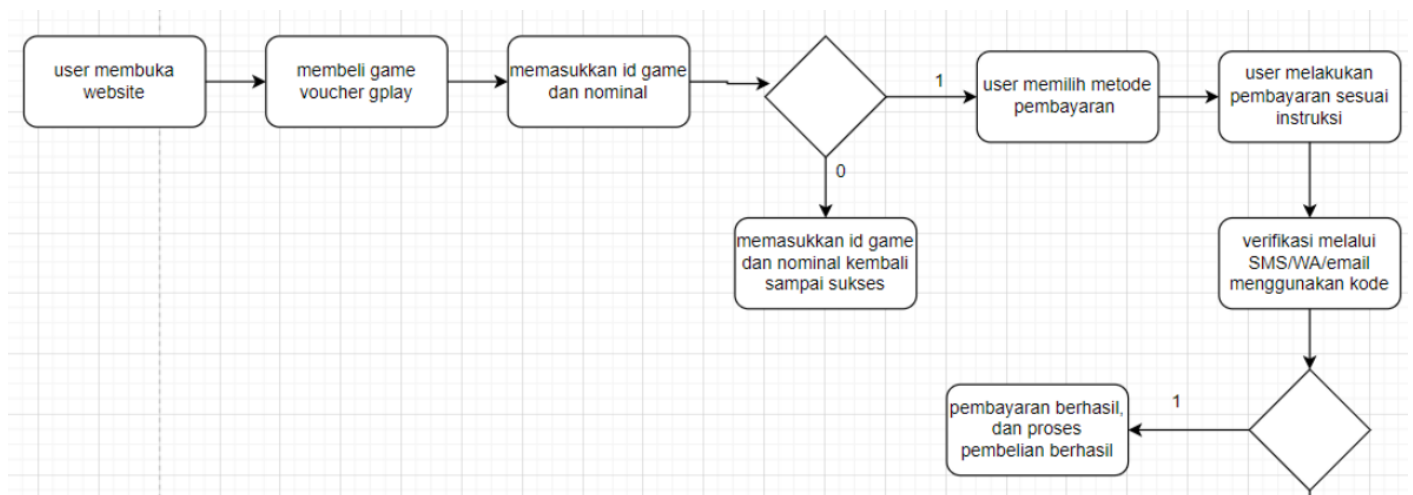 user membuka
website
membeli game
voucher gplay
memasukkan id game
dan nominal
1
user memilih metode
pembayaran
user melakukan
pembayaran sesuai
instruksi
0
memasukkan id game
dan nominal kembali
sampai sukses
verifikasi melalui
SMS/WA/email
menggunakan kode
1
pembayaran berhasil,
dan proses
pembelian berhasil